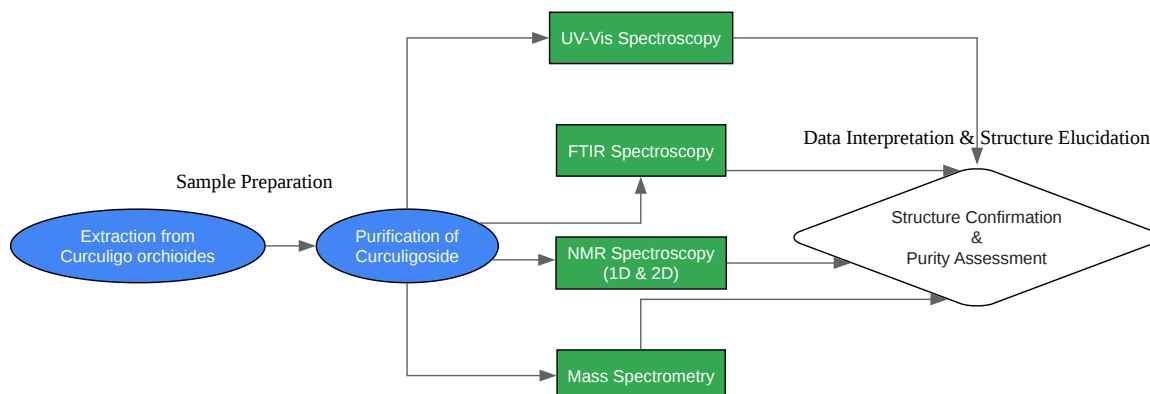 UV-Vis Spectroscopy
FTIR Spectroscopy
Data Interpretation & Structure Elucidation
Sample Preparation
Extraction from
Curculigo orchioides
Purification of
Curculigoside
NMR Spectroscopy
(1D & 2D)
Structure Confirmation
&
Purity Assessment
Mass Spectrometry